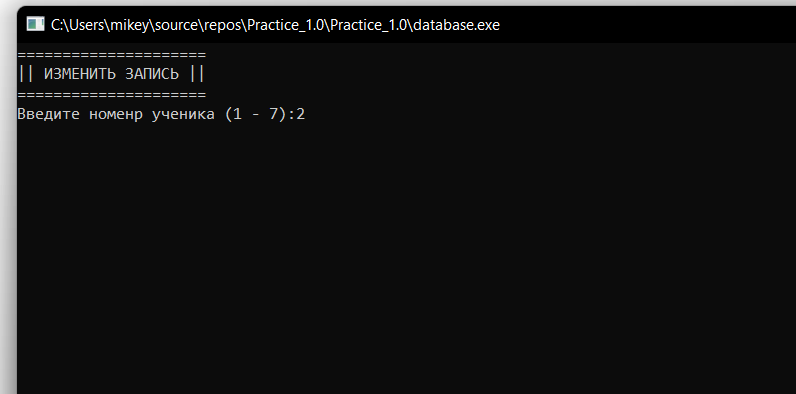 C:\Users\mikey\source\repos\Practice_1.0\Practice_1.0\database.exe
=====================
|| ИЗМЕНИТЬ ЗАПИСЬ ||
=====================
Введите номенр ученика (1 - 7):2